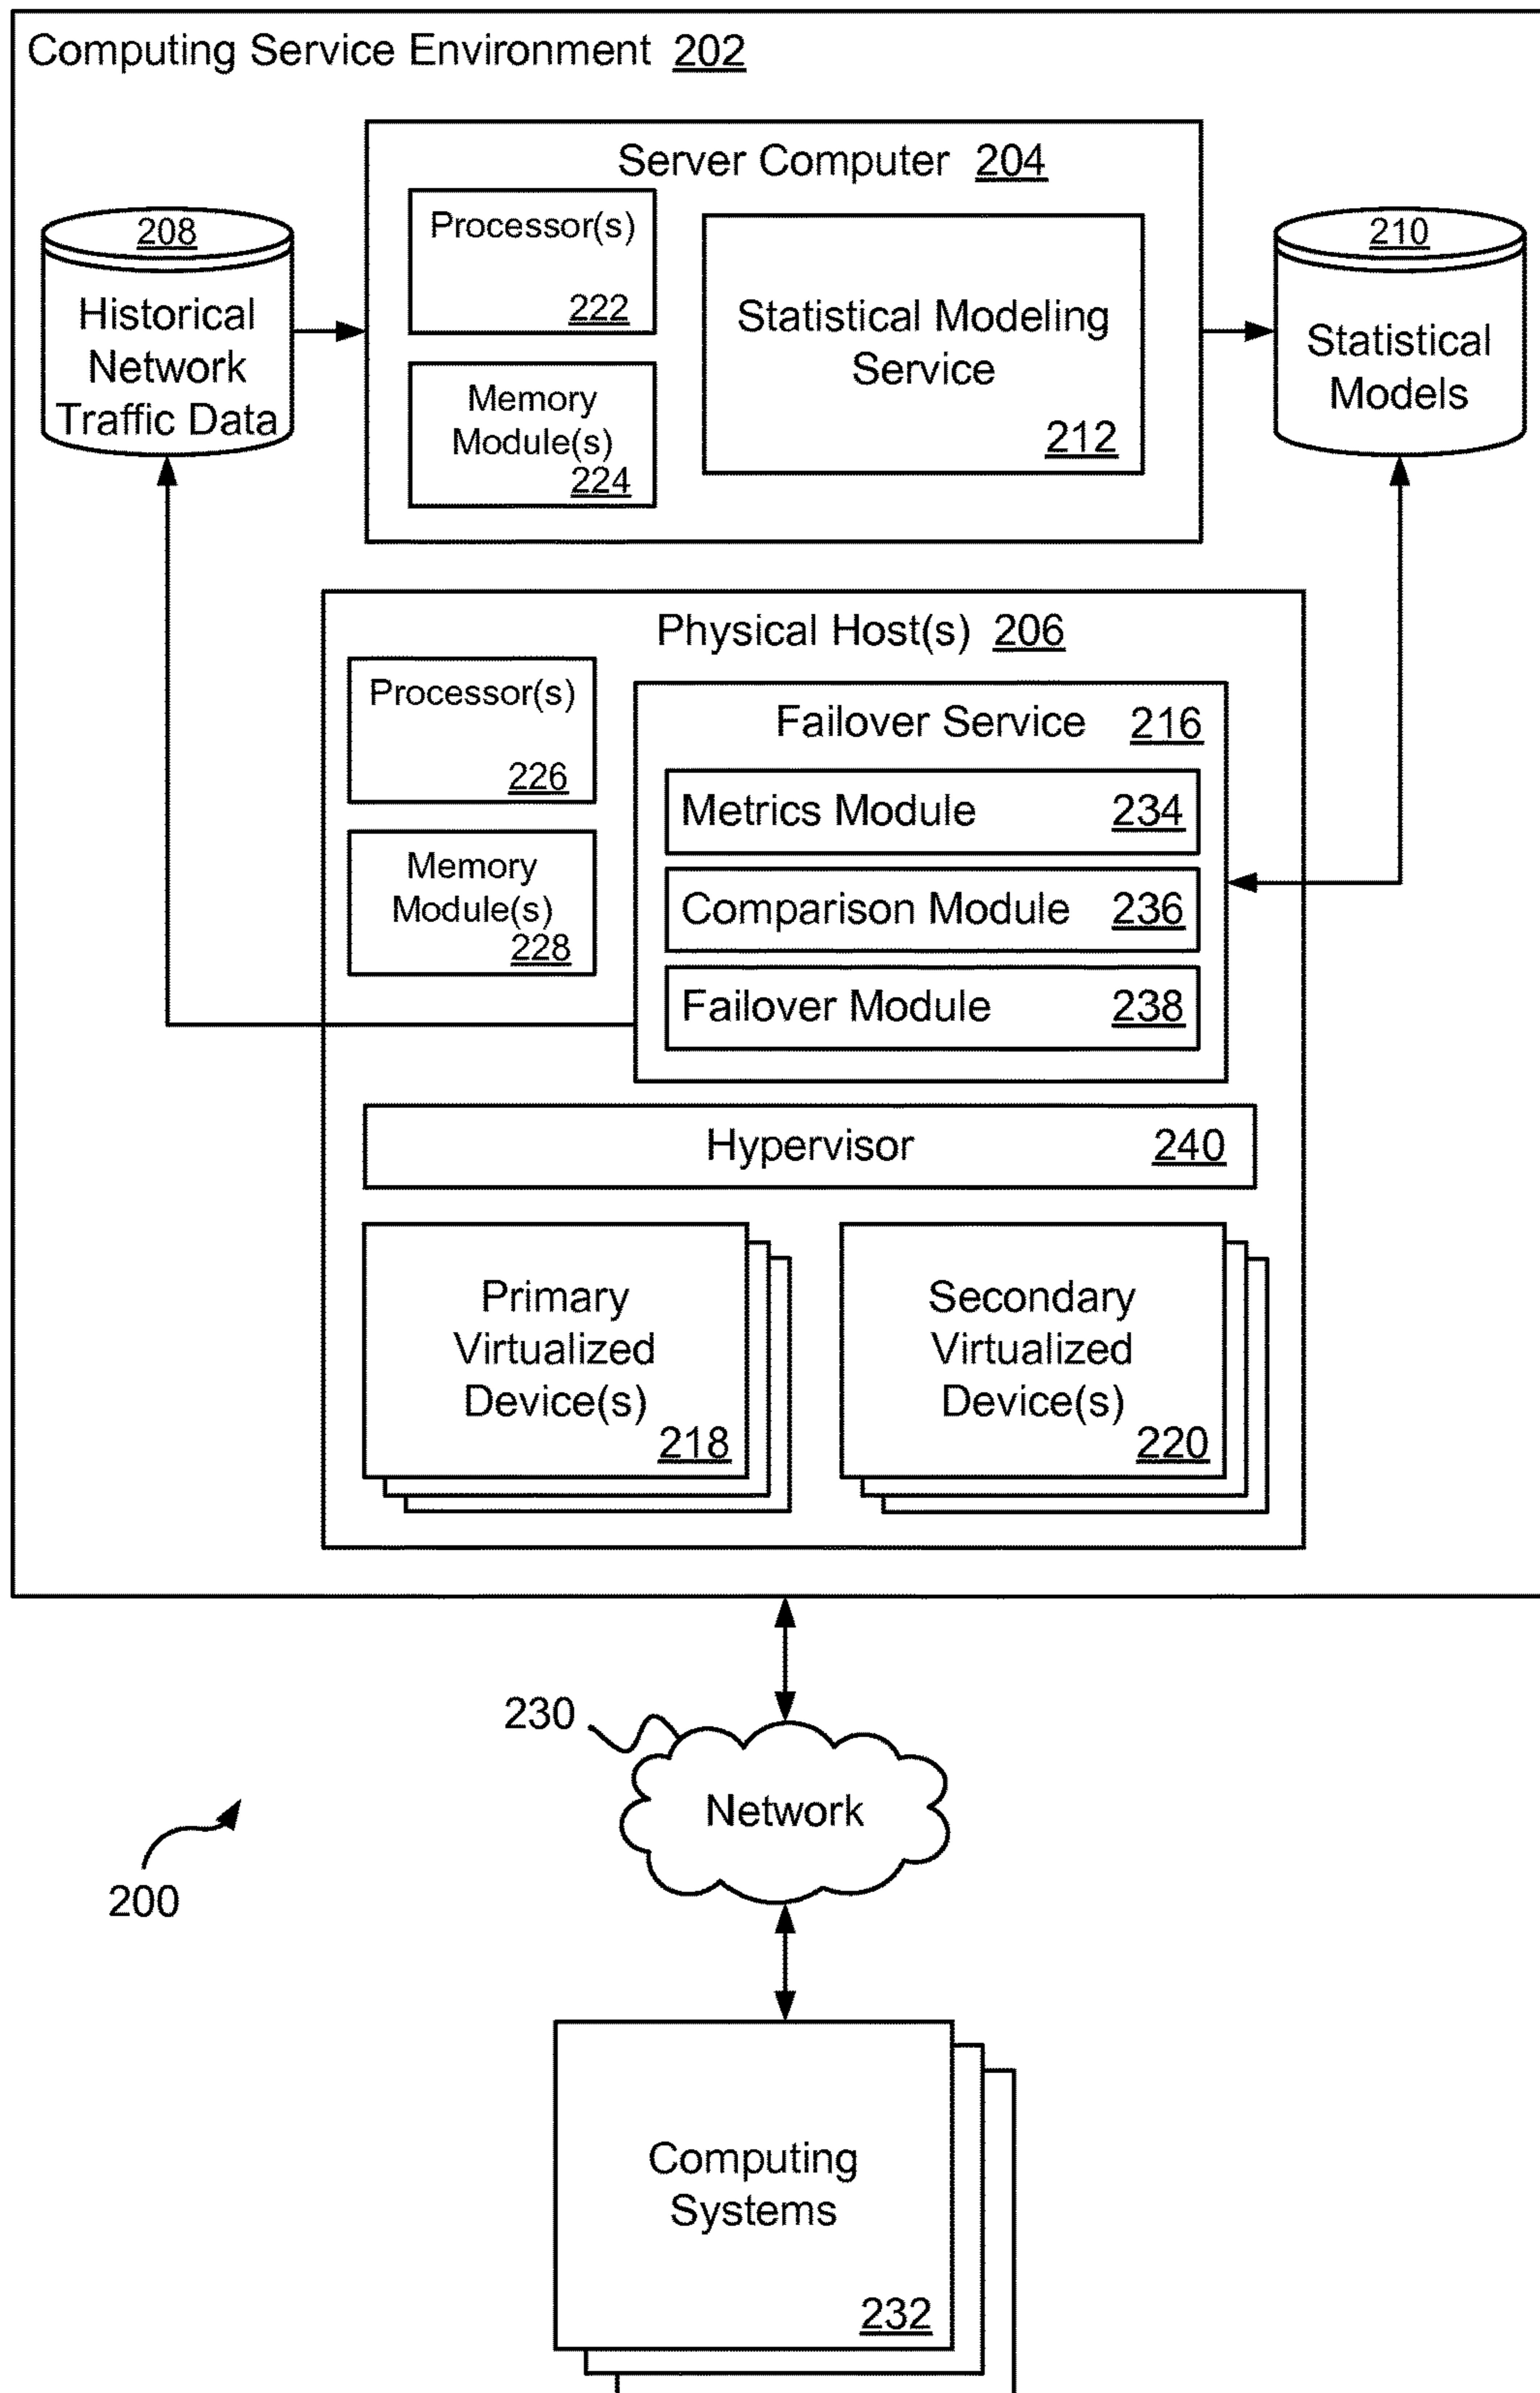 Computing Service Environment 202
Server Computer 204
208
Historical
Network
Traffic Data
Processor(s)
222
Memory
Module(s)
224
Statistical Modeling
Service
212
210
Statistical
Models
Physical Host(s) 206
Processor(s)
226
Memory
Module(s)
228
Failover Service 216
Metrics Module 234
Comparison Module 236
Failover Module 238
Hypervisor 240
Primary
Virtualized
Device(s)
218
Secondary
Virtualized
Device(s)
220
230
Network
200
Computing
Systems
232